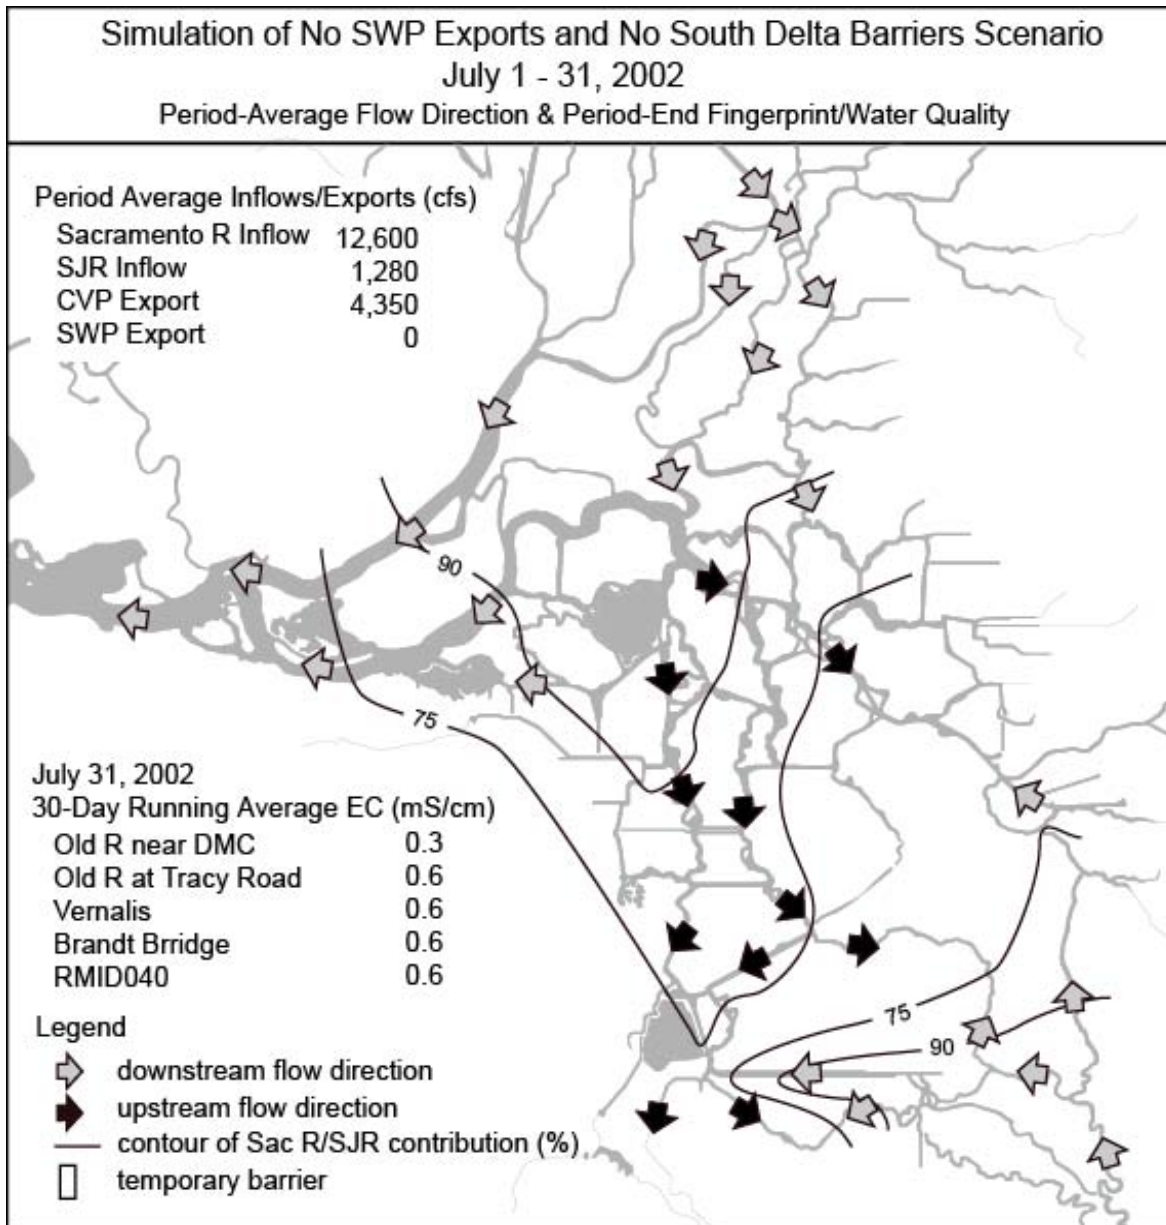 Simulation of No SWP Exports and No South Delta Barriers Scenario
July 1 - 31, 2002
Period-Average Flow Direction & Period-End Fingerprint/Water Quality
Period Average Inflows/Exports (cfs)
Sacramento R Inflow 12,600
SJR Inflow 1,280
CVP Export 4,350
SWP Export 0
90
75
July 31, 2002
30-Day Running Average EC (mS/cm)
Old R near DMC 0.3
Old R at Tracy Road 0.6
Vernalis 0.6
Brandt Brridge 0.6
RMID040 0.6
75
90
Legend
downstream flow direction
upstream flow direction
contour of Sac R/SJR contribution (%)
temporary barrier